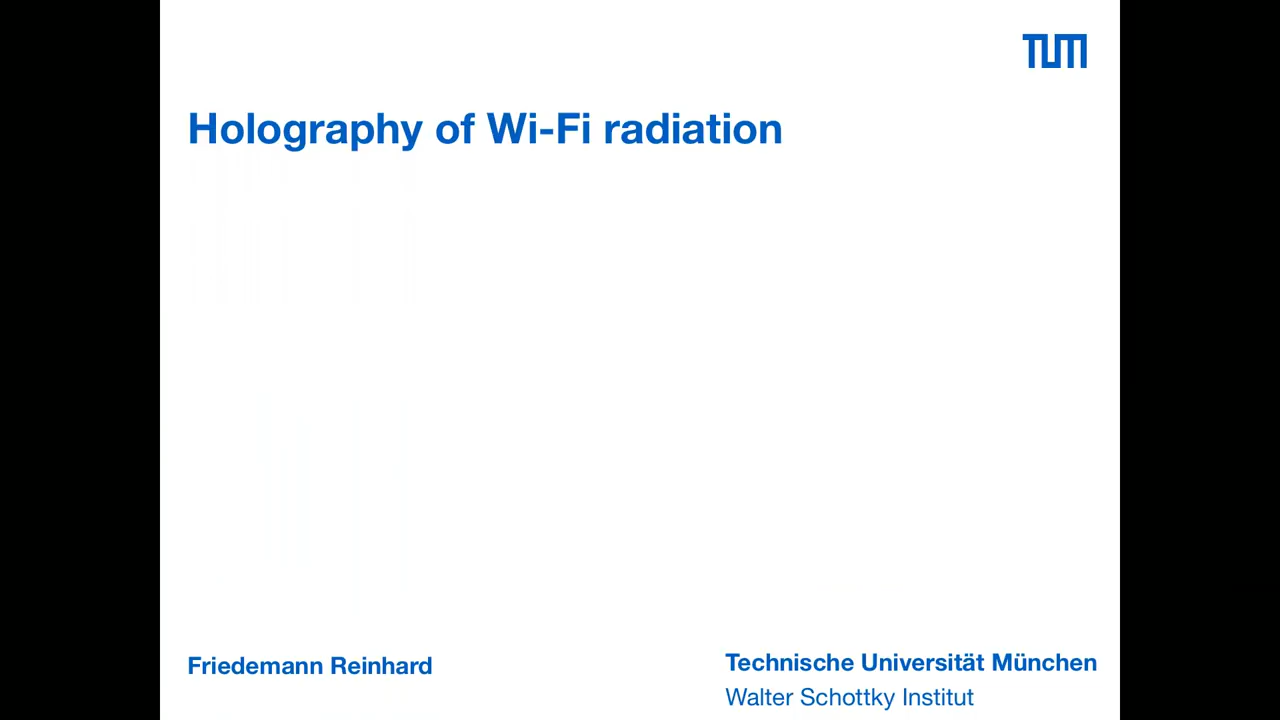 TUM
Holography of Wi-Fi radiation
Friedemann Reinhard
Technische Universität München
Walter Schottky Institut